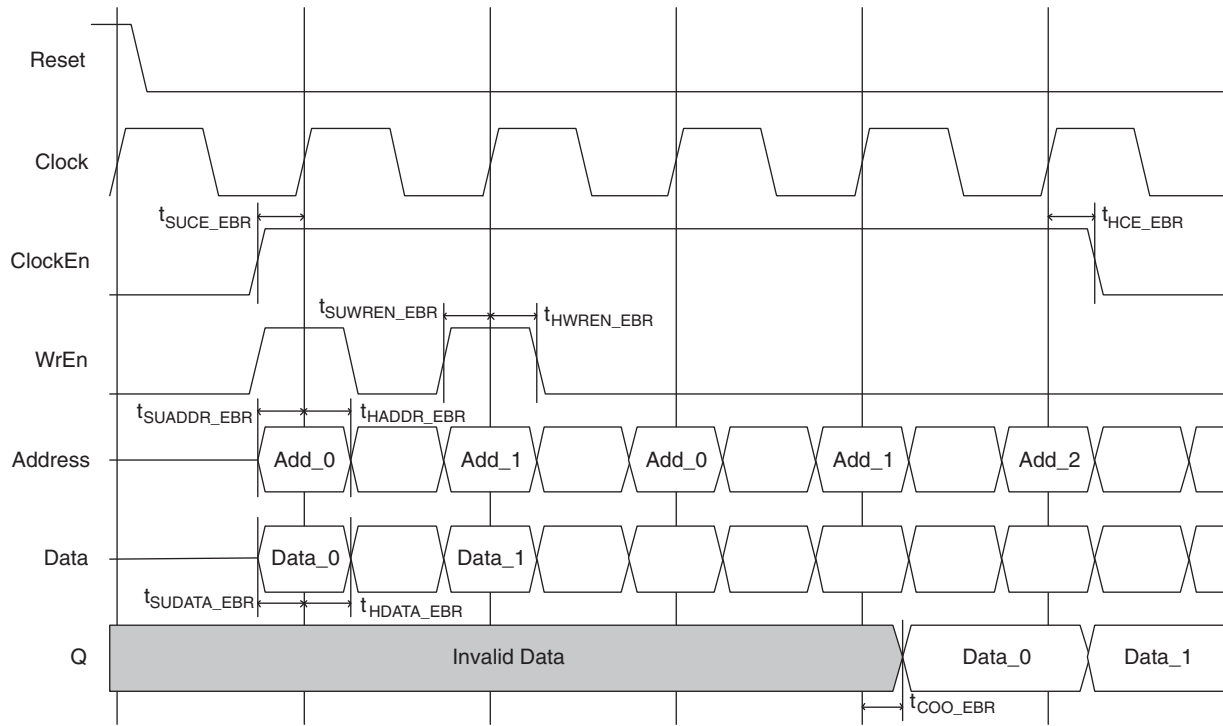 Reset
Clock
tSUCE_EBR
tHCE_EBR
ClockEn
tSUWREN_EBR
tHWREN_EBR
WrEn
tSUADDR_EBR
tHADDR_EBR
Address
Add_0
Add_1
Add_0
Add_1
Add_2
Data
Data_0
Data_1
tSUDATA_EBR
tHDATA_EBR
Q
Invalid Data
Data_0
Data_1
tCOO_EBR